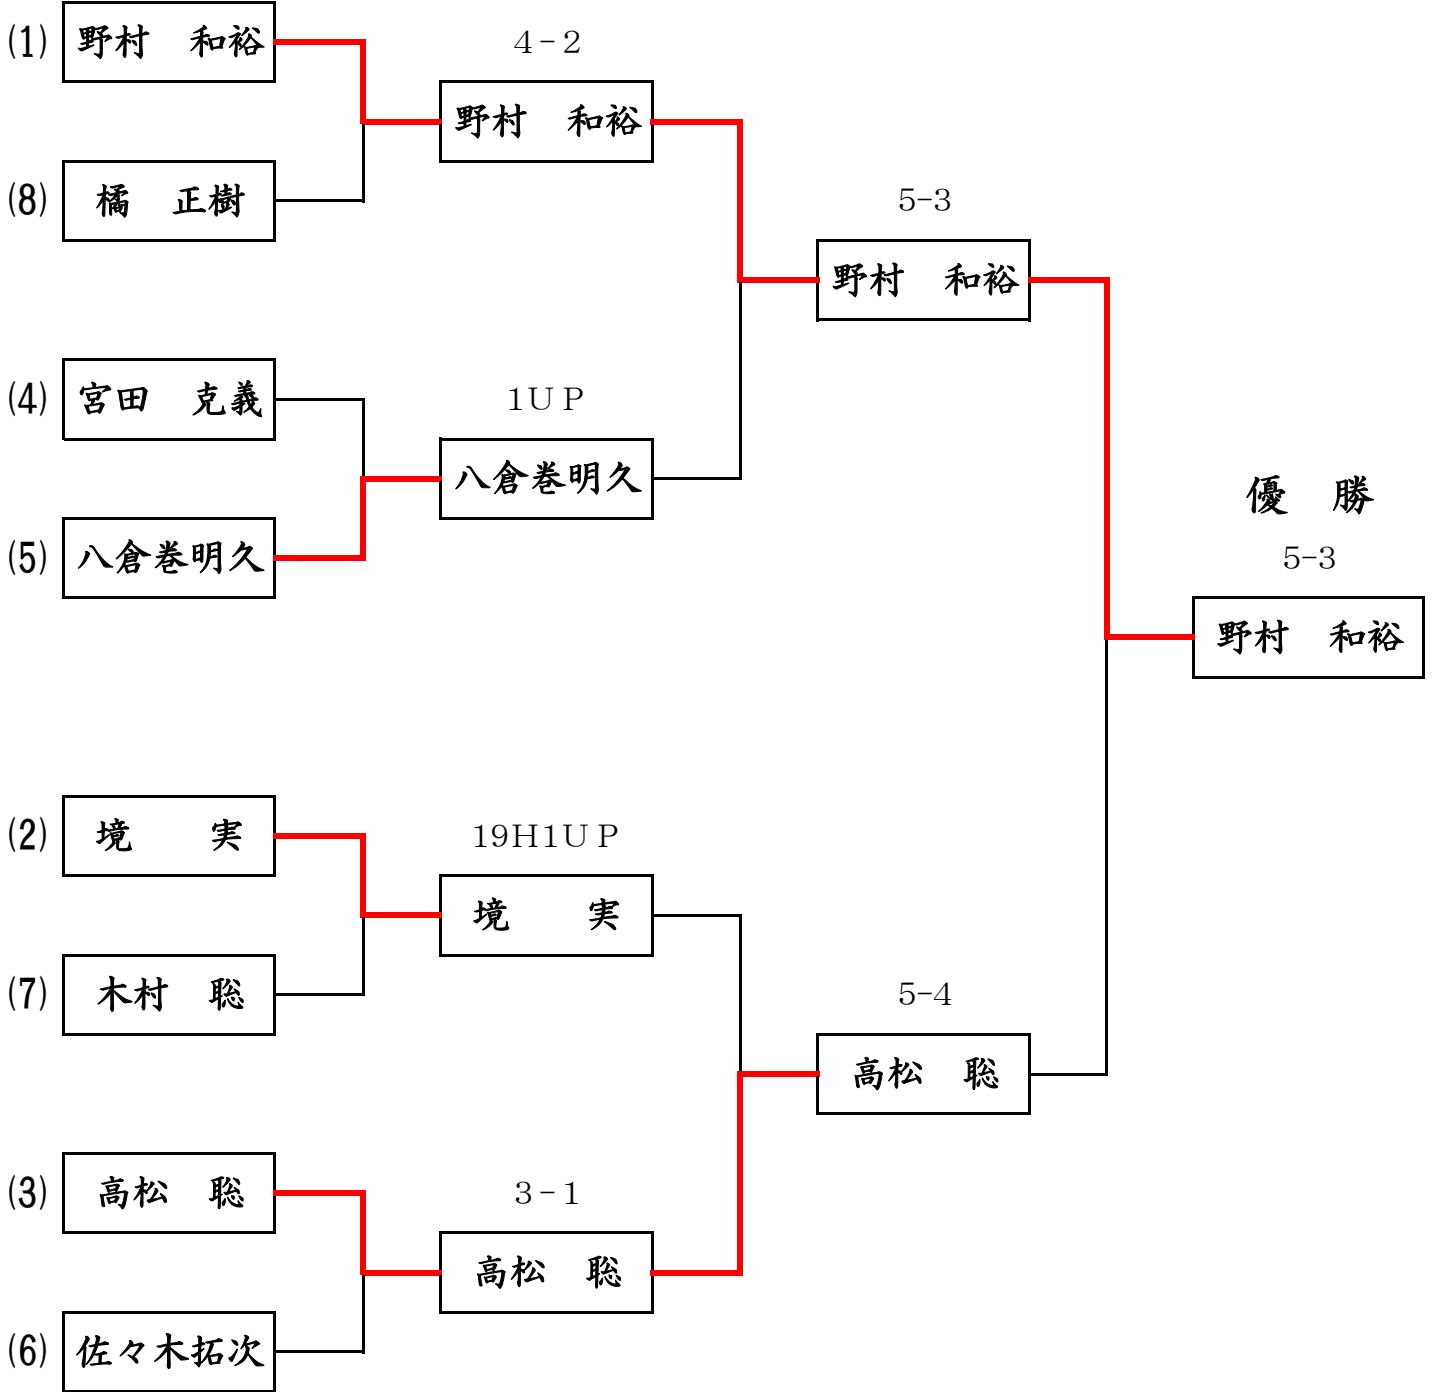 (1) 野村　和裕
4-2
野村　和裕
(8) 橘　正樹
5-3
野村　和裕
(4) 宮田　克義
1UP
八倉巻明久
(5) 八倉巻明久
優　勝
5-3
野村　和裕
(2) 境　　実
19H1UP
境　　実
(7) 木村　聡
5-4
高松　聡
(3) 高松　聡
3-1
高松　聡
(6) 佐々木拓次